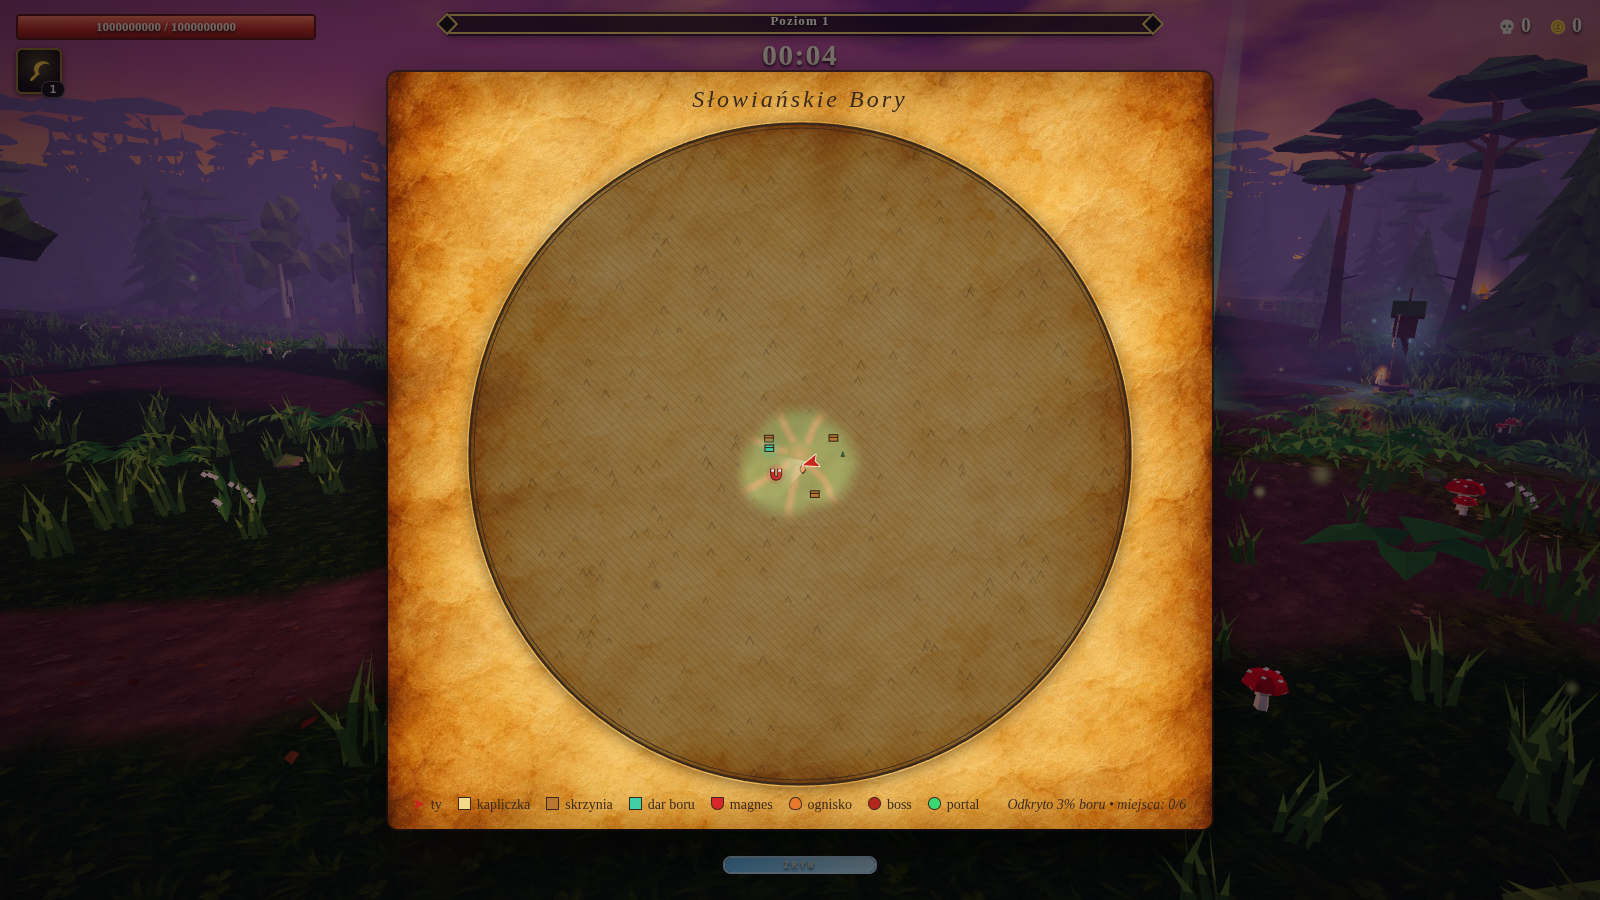 1000000000 / 1000000000
Poziom 1
0 0
00:04
1
Słowiańskie Bory
ty kapliczka skrzynia dar boru magnes ognisko boss portal Odkryto 3% boru • miejsca: 0/6